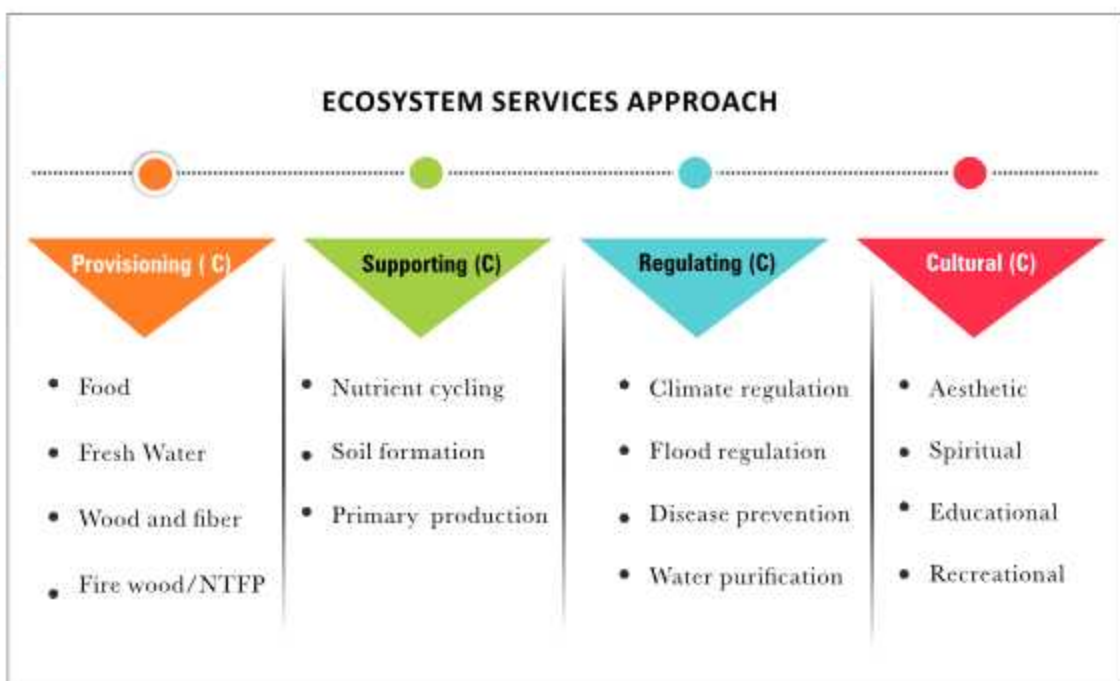 ECOSYSTEM SERVICES APPROACH
Provisioning ( C)
Food
Fresh Water
Wood and fiber
Fire wood/NTFP
Supporting (C)
Nutrient cycling
Soil formation
Primary production
Regulating (C)
Climate regulation
Flood regulation
Disease prevention
Water purification
Cultural (C)
Aesthetic
Spiritual
Educational
Recreational